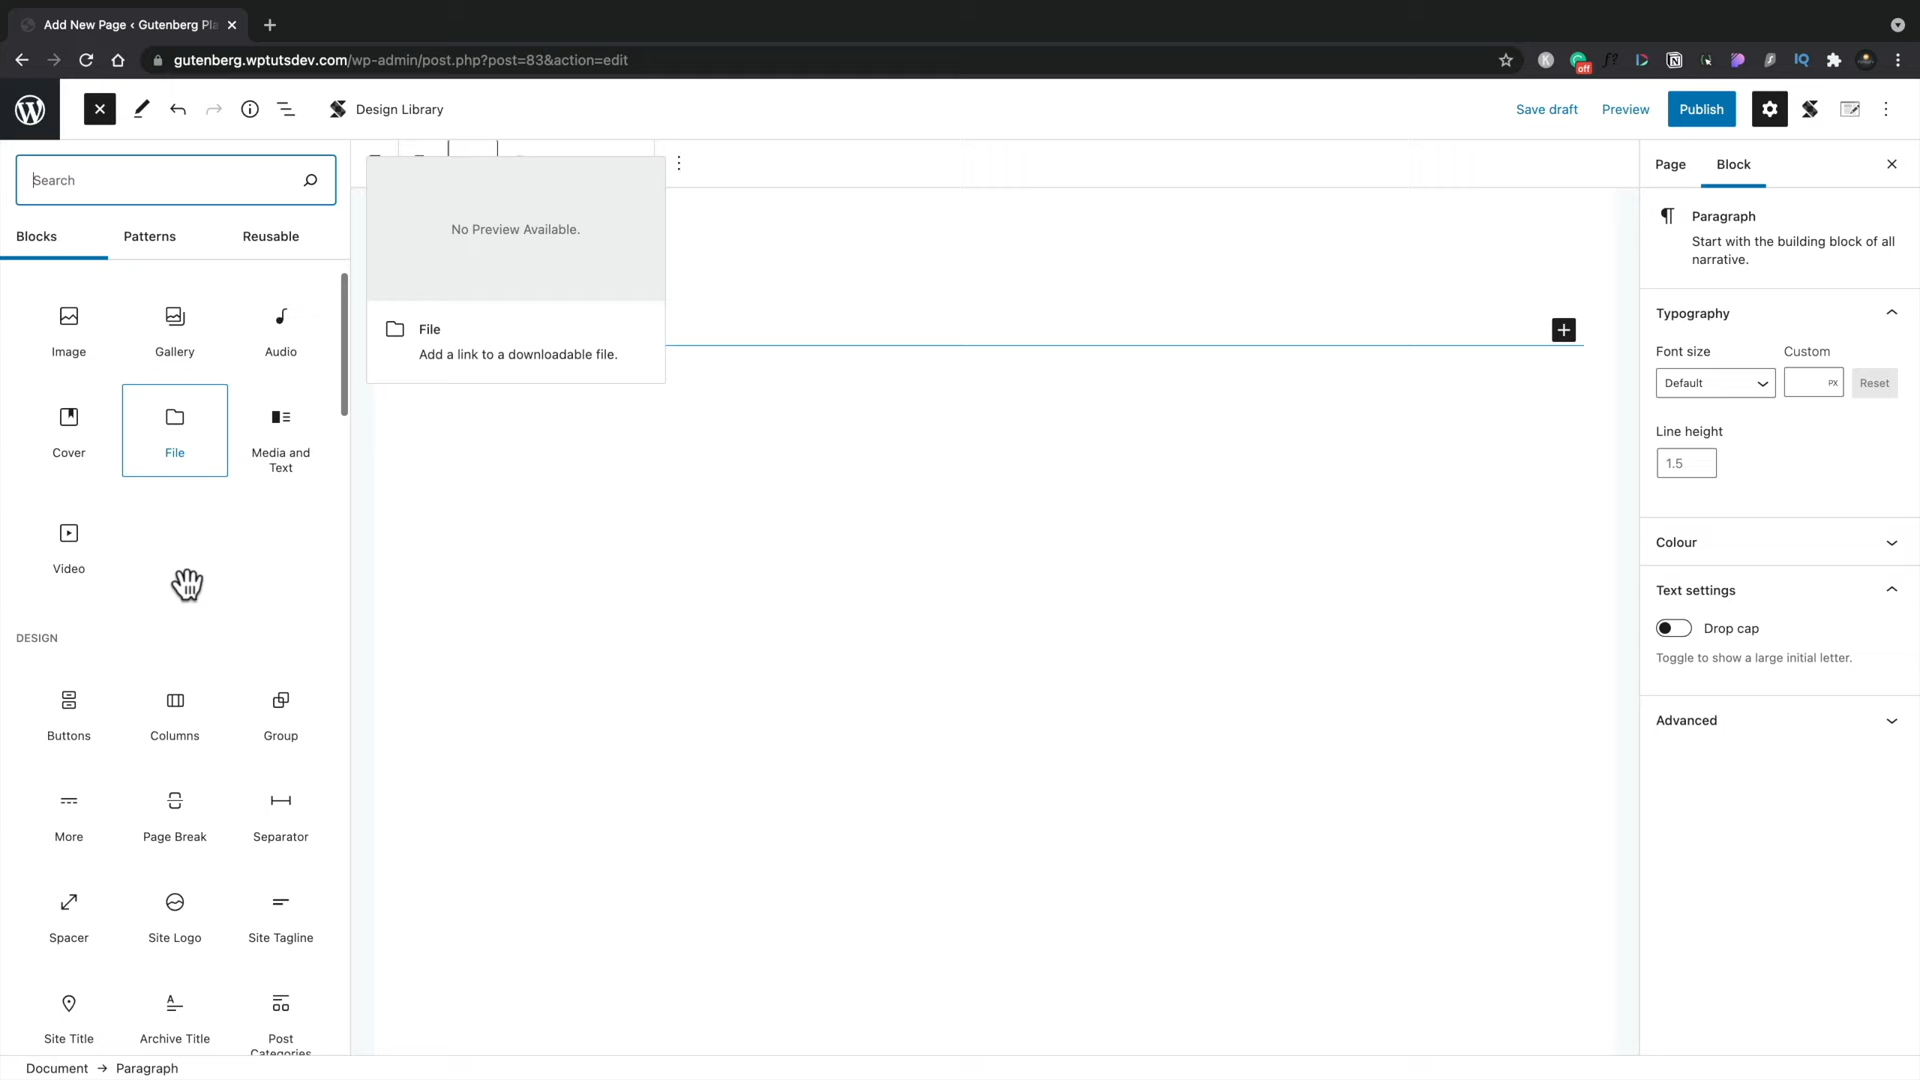 Add New Page ‹ Gutenberg Pla
gutenberg.wptutsdev.com/wp-admin/post.php?post=83&action=edit
off
Design Library
Save draft
Preview
Publish
Search
Blocks
Patterns
Reusable
Image
Gallery
Audio
Cover
File
Media and
Text
Video
DESIGN
Buttons
Columns
Group
More
Page Break
Separator
Spacer
Site Logo
Site Tagline
Site Title
Archive Title
Post
Categories
No Preview Available.
File
Add a link to a downloadable file.
Page
Block
Paragraph
Start with the building block of all
narrative.
Typography
Font size
Custom
Default
PX
Reset
Line height
1.5
Colour
Text settings
Drop cap
Toggle to show a large initial letter.
Advanced
Document → Paragraph